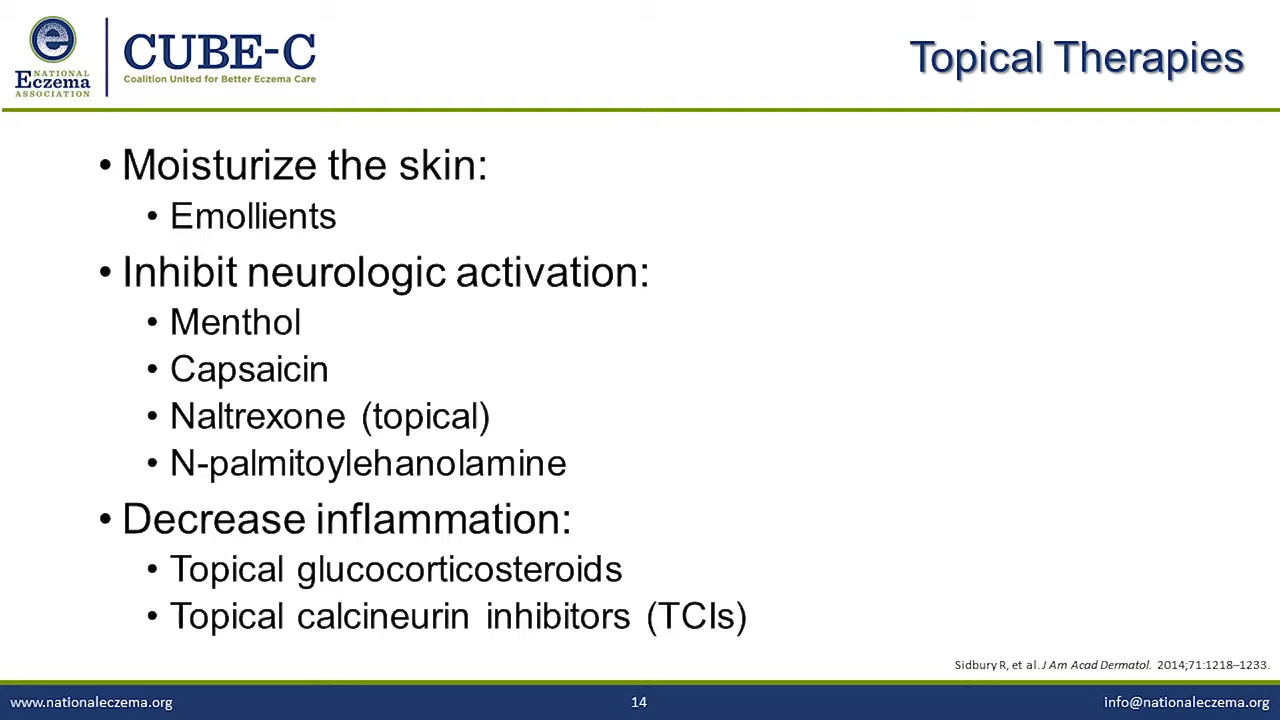 e
NATIONAL
ECZEMA
ASSOCIATION
CUBE-C
Coalition United for Better Eczema Care
Topical Therapies
• Moisturize the skin:
• Emollients
• Inhibit neurologic activation:
• Menthol
• Capsaicin
• Naltrexone (topical)
• N-palmitoylehanolamine
• Decrease inflammation:
• Topical glucocorticosteroids
• Topical calcineurin inhibitors (TCIs)
Sidbury R, et al. J Am Acad Dermatol. 2014;71:1218–1233.
www.nationaleczema.org
14
info@nationaleczema.org